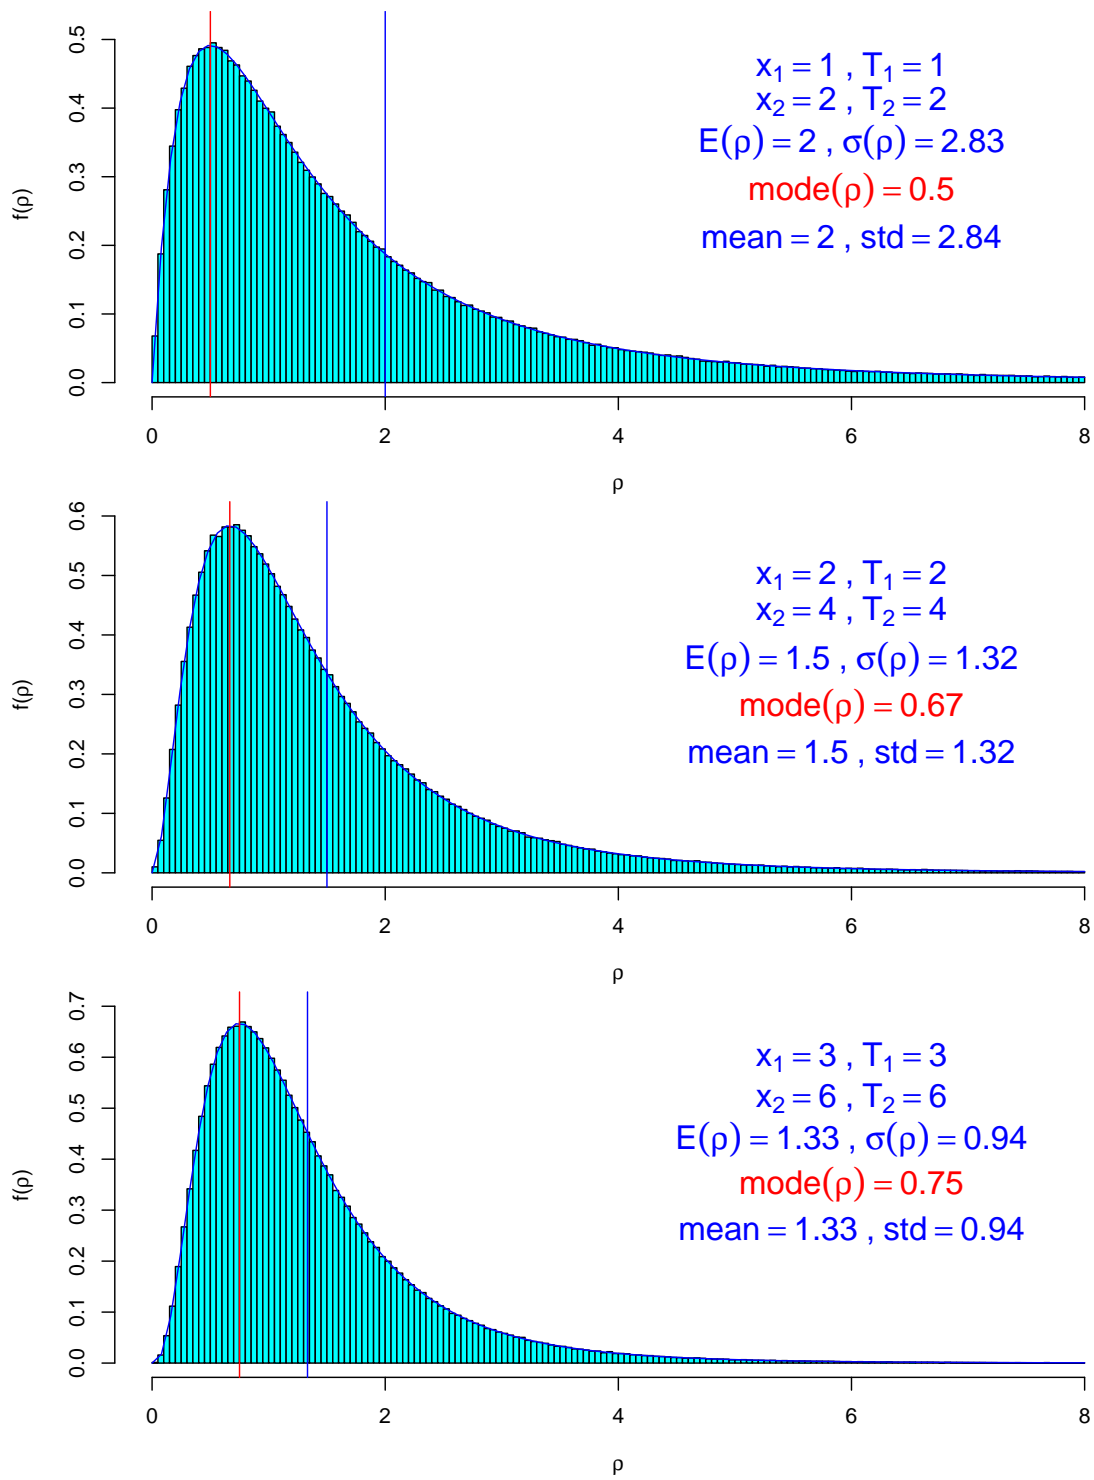 0.5
0.4
0.3
0.2
0.1
0.0
f(ρ)
x₁ = 1 , T₁ = 1
x₂ = 2 , T₂ = 2
E(ρ) = 2 , σ(ρ) = 2.83
mode(ρ) = 0.5
mean = 2 , std = 2.84
0 2 4 6 8
ρ
0.6
0.5
0.4
0.3
0.2
0.1
0.0
f(ρ)
x₁ = 2 , T₁ = 2
x₂ = 4 , T₂ = 4
E(ρ) = 1.5 , σ(ρ) = 1.32
mode(ρ) = 0.67
mean = 1.5 , std = 1.32
0 2 4 6 8
ρ
0.7
0.6
0.5
0.4
0.3
0.2
0.1
0.0
f(ρ)
x₁ = 3 , T₁ = 3
x₂ = 6 , T₂ = 6
E(ρ) = 1.33 , σ(ρ) = 0.94
mode(ρ) = 0.75
mean = 1.33 , std = 0.94
0 2 4 6 8
ρ